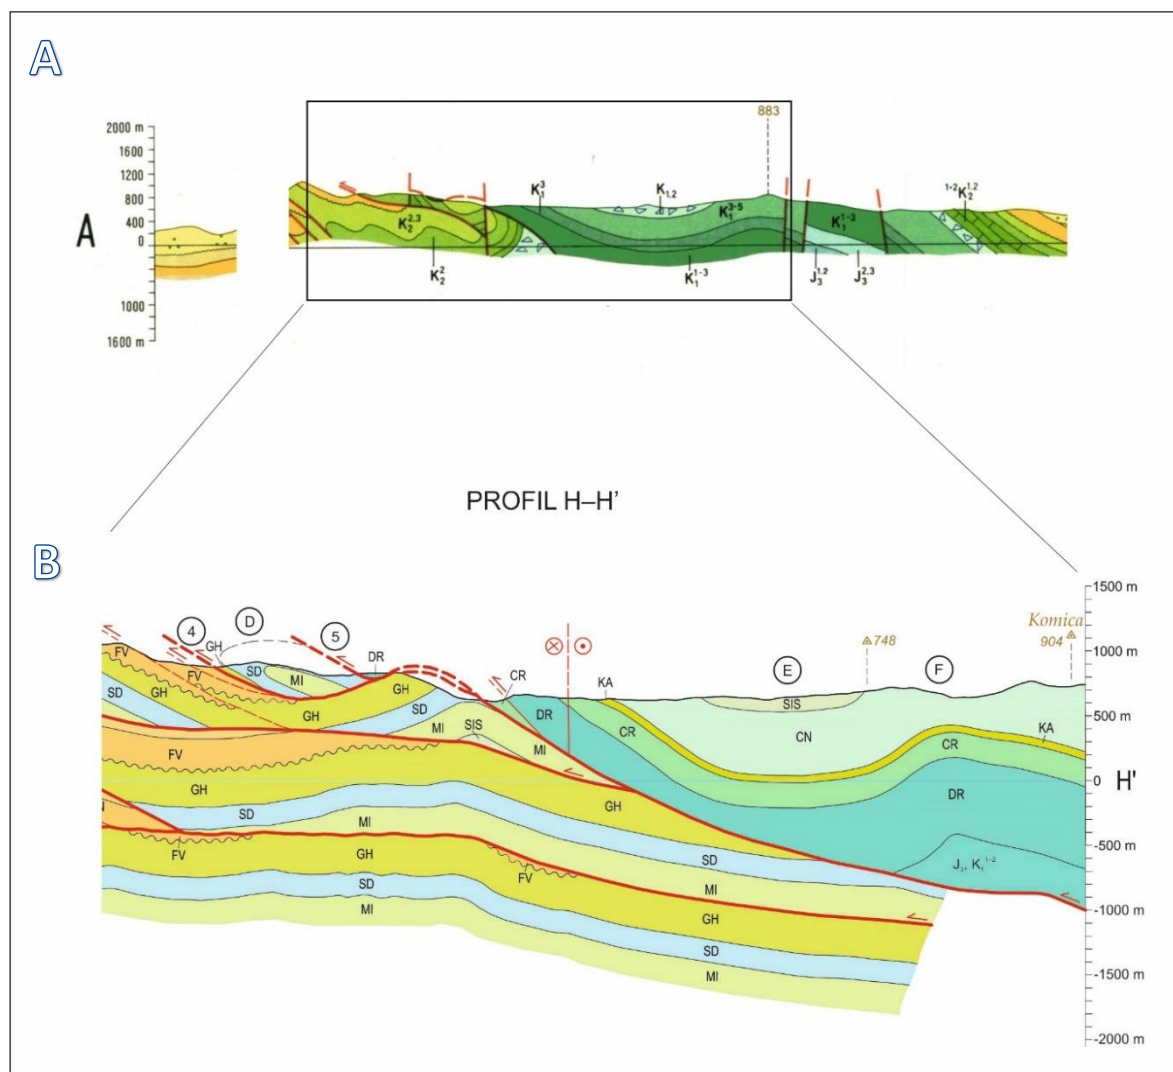 A
883
2000 m
1600
1200
800
400
0
1000
1600 m
A
K₁³
K₁,₂
K₁³⁻⁵
¹⁻²K₂¹·²
K₂²·³
K₁¹⁻³
K₂²
K₁¹⁻³
J₃¹·²
J₃²·³
PROFIL H–H'
B
1500 m
1000 m
500 m
0
-500 m
-1000 m
-1500 m
-2000 m
H'
Komica
904
748
4
D
5
E
F
GH
DR
FV
SD
FV
MI
GH
CR
KA
SD
GH
GH
SD
MI
SIS
DR
CR
SIS
CN
KA
CR
MI
FV
DR
GH
GH
SD
MI
SD
J₃, K₁¹⁻²
FV
GH
FV
MI
SD
GH
MI
SD
MI